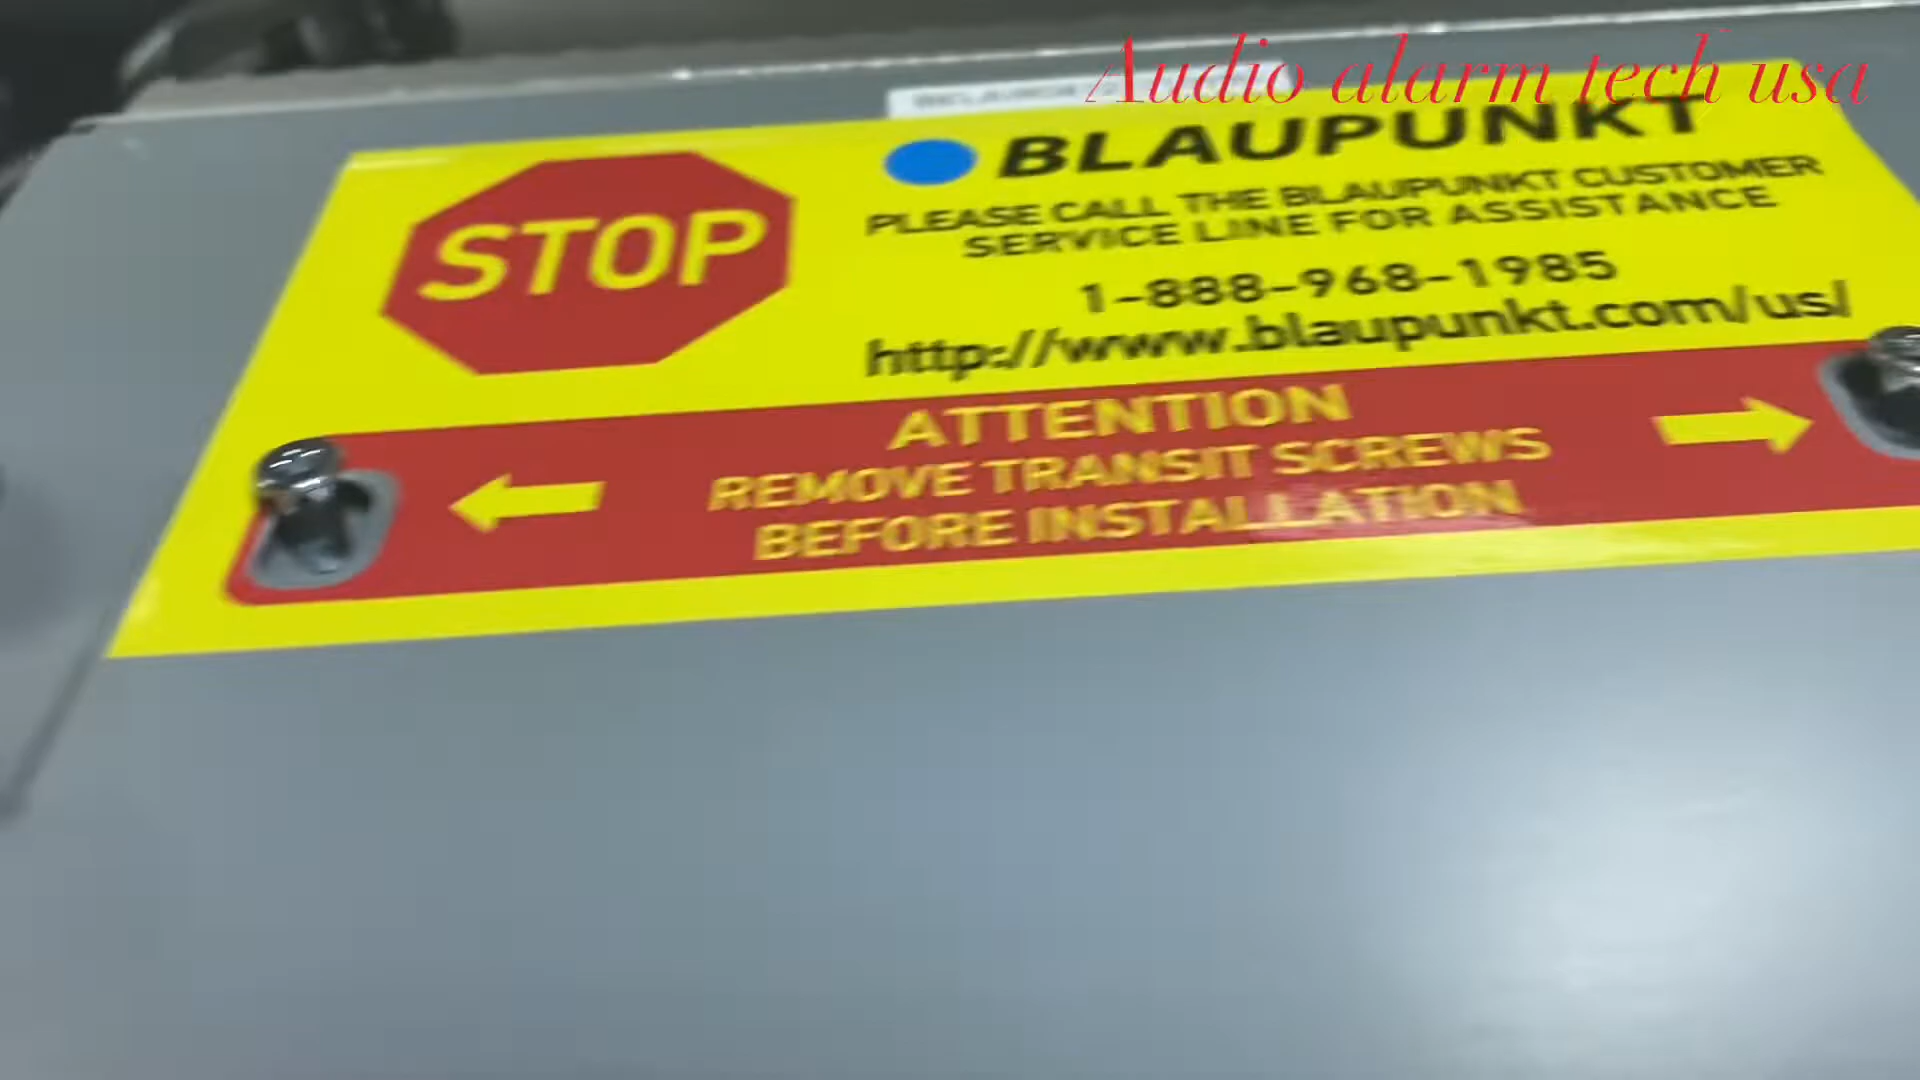 Audio alarm tech usa
STOP
BLAUPUNKT
PLEASE CALL THE BLAUPUNKT CUSTOMER
SERVICE LINE FOR ASSISTANCE
1-888-968-1985
http://www.blaupunkt.com/us/
ATTENTION
REMOVE TRANSIT SCREWS
BEFORE INSTALLATION